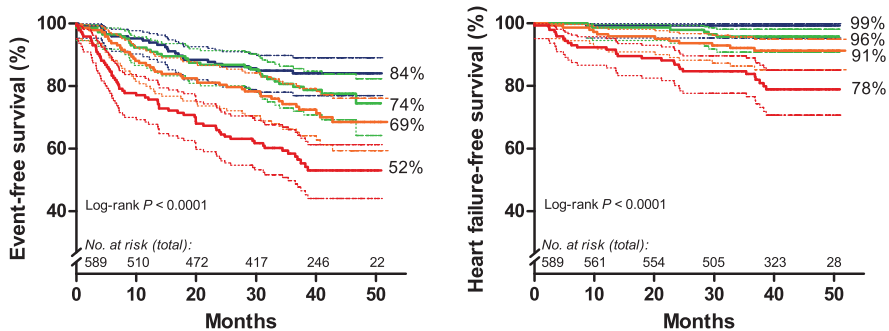 Event-free survival (%)
100
80
60
40
84%
74%
69%
52%
Log-rank P < 0.0001
No. at risk (total):
589 510 472 417 246 22
0 10 20 30 40 50
Months
Heart failure-free survival (%)
100
80
60
40
99%
96%
91%
78%
Log-rank P < 0.0001
No. at risk (total):
589 561 554 505 323 28
0 10 20 30 40 50
Months